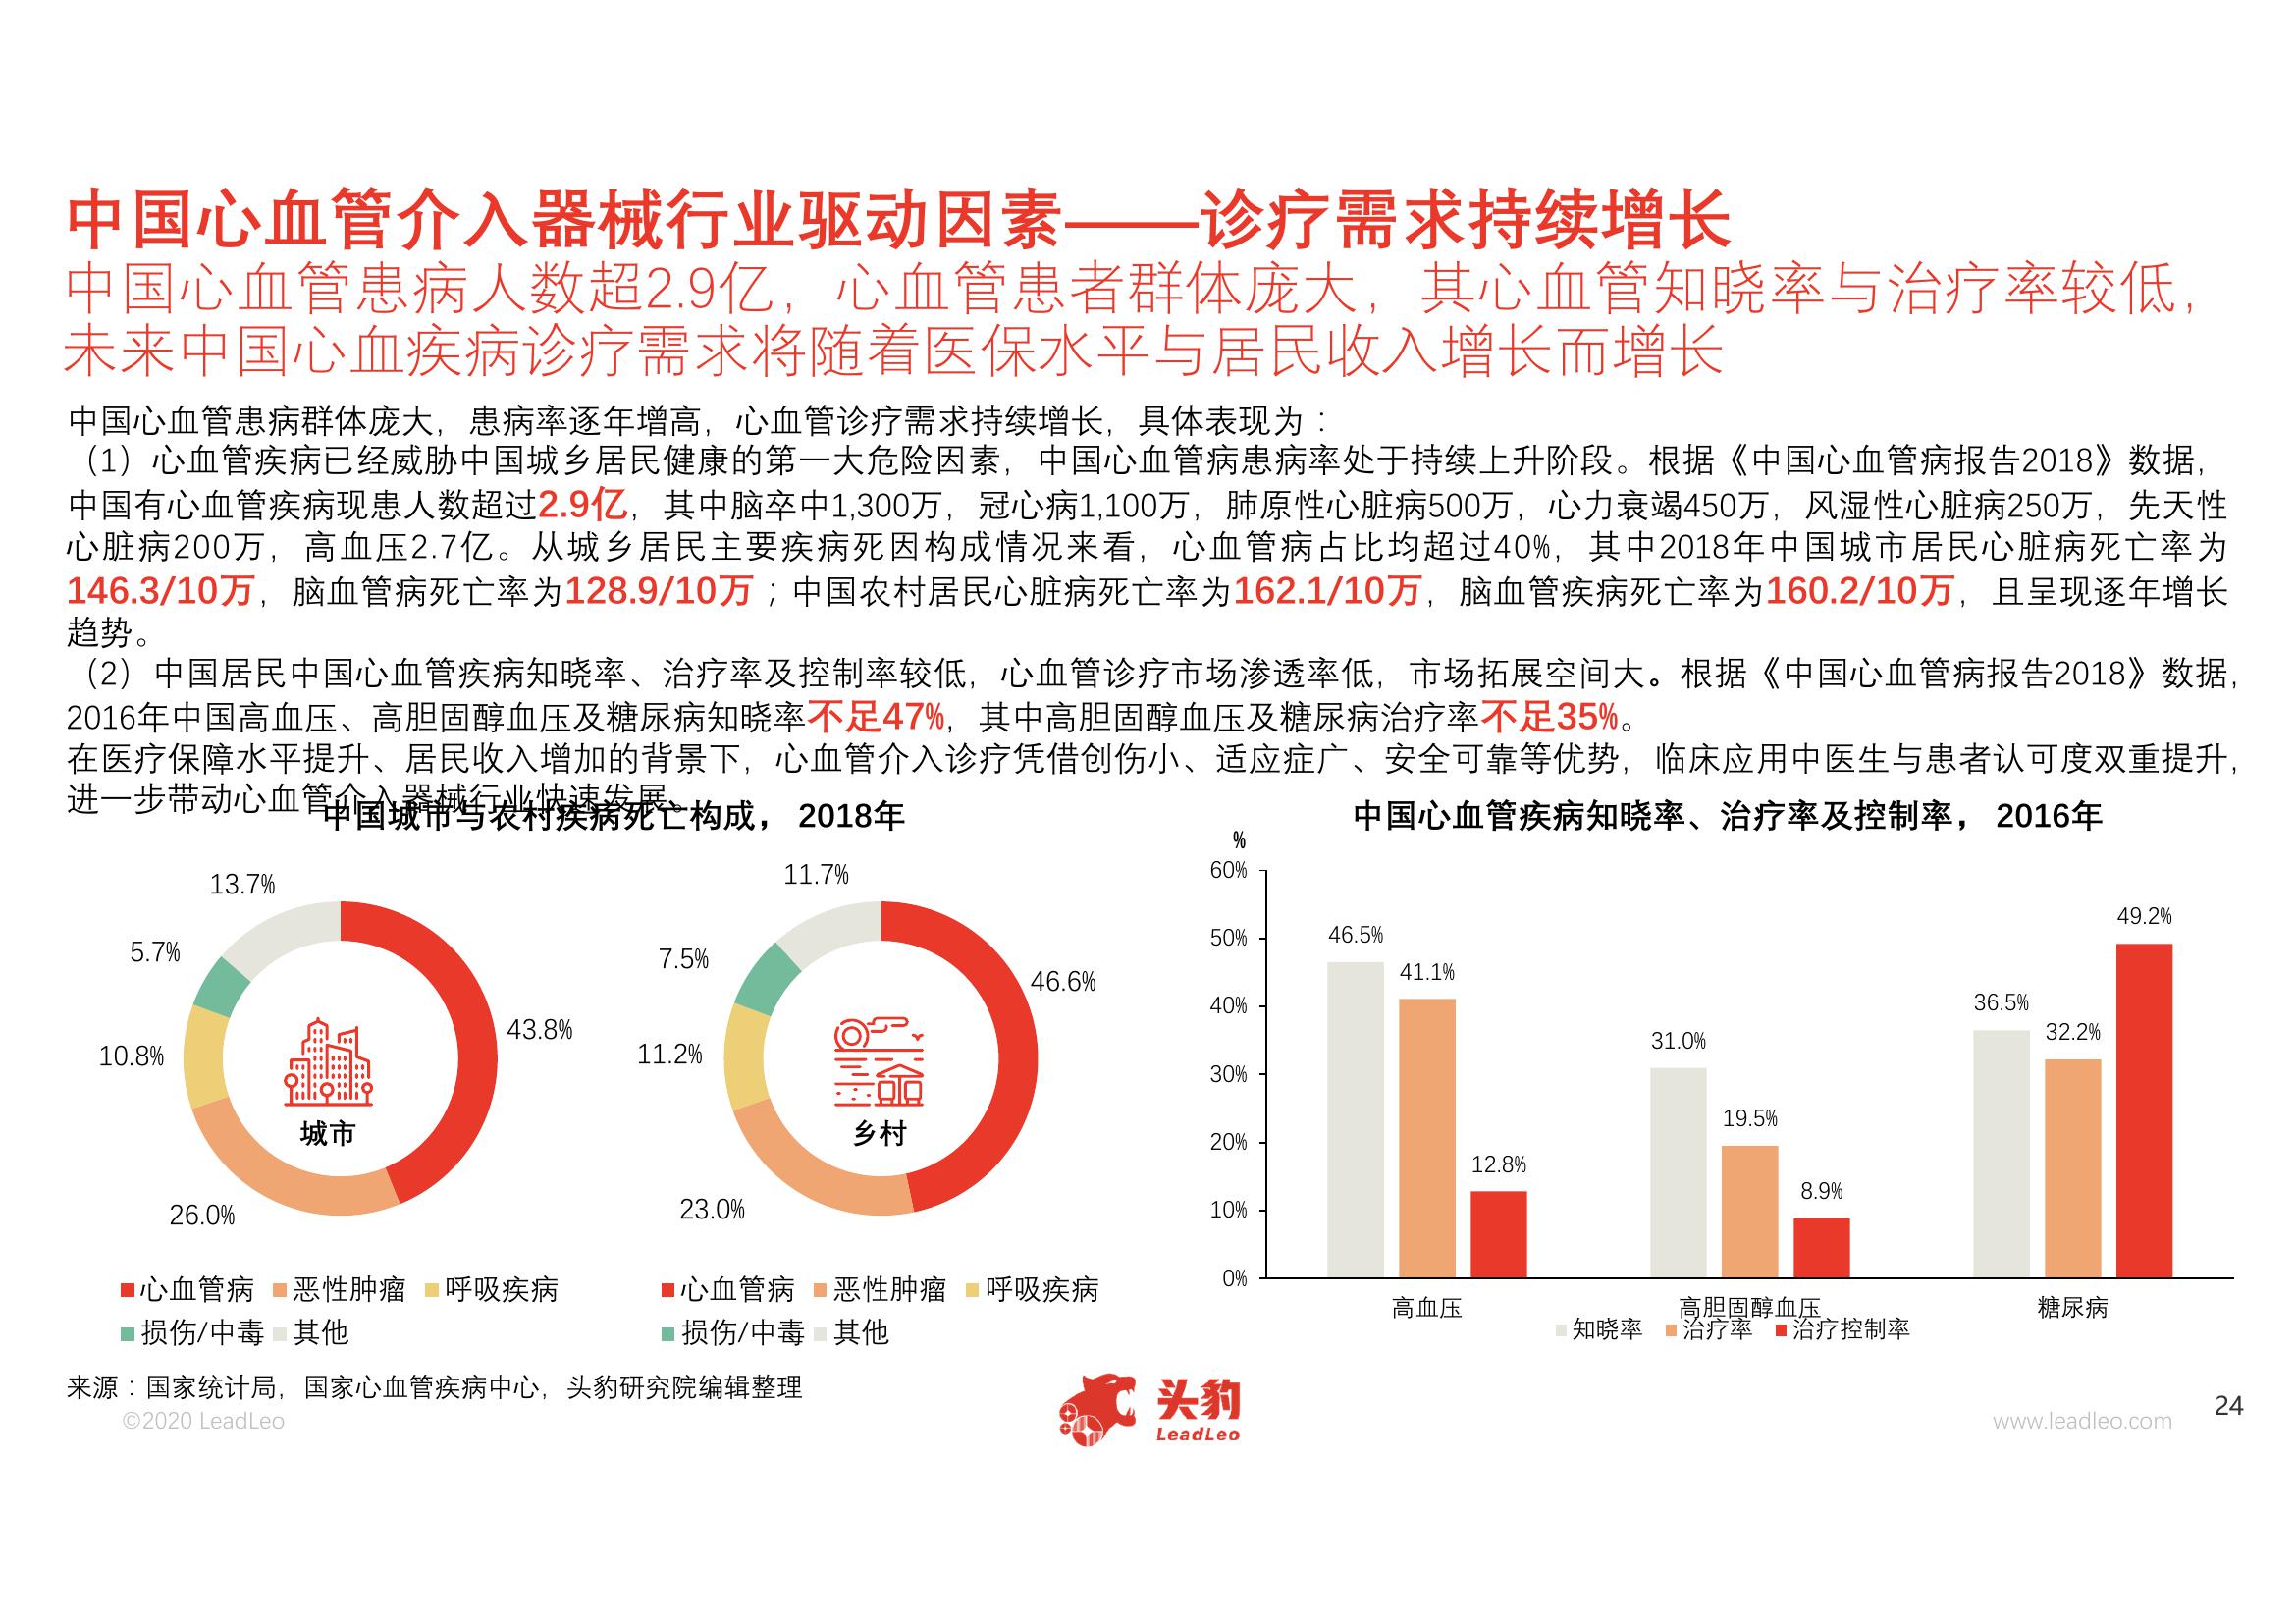 中国心血管介入器械行业驱动因素——诊疗需求持续增长
中国心血管患病人数超2.9亿，心血管患者群体庞大，其心血管知晓率与治疗率较低，
未来中国心血疾病诊疗需求将随着医保水平与居民收入增长而增长
中国心血管患病群体庞大，患病率逐年增高，心血管诊疗需求持续增长，具体表现为：
（1）心血管疾病已经威胁中国城乡居民健康的第一大危险因素，中国心血管病患病率处于持续上升阶段。根据《中国心血管病报告2018》数据，
中国有心血管疾病现患人数超过2.9亿，其中脑卒中1,300万，冠心病1,100万，肺原性心脏病500万，心力衰竭450万，风湿性心脏病250万，先天性
心脏病200万，高血压2.7亿。从城乡居民主要疾病死因构成情况来看，心血管病占比均超过40%，其中2018年中国城市居民心脏病死亡率为
146.3/10万，脑血管病死亡率为128.9/10万；中国农村居民心脏病死亡率为162.1/10万，脑血管疾病死亡率为160.2/10万，且呈现逐年增长
趋势。
（2）中国居民中国心血管疾病知晓率、治疗率及控制率较低，心血管诊疗市场渗透率低，市场拓展空间大。根据《中国心血管病报告2018》数据，
2016年中国高血压、高胆固醇血压及糖尿病知晓率不足47%，其中高胆固醇血压及糖尿病治疗率不足35%。
在医疗保障水平提升、居民收入增加的背景下，心血管介入诊疗凭借创伤小、适应症广、安全可靠等优势，临床应用中医生与患者认可度双重提升，
进一步带动心血管介入器械行业快速发展。
中国城市与农村疾病死亡构成，2018年
13.7%
5.7%
10.8%
43.8%
26.0%
城市
心血管病 恶性肿瘤 呼吸疾病
损伤/中毒 其他
11.7%
7.5%
46.6%
11.2%
23.0%
乡村
心血管病 恶性肿瘤 呼吸疾病
损伤/中毒 其他
中国心血管疾病知晓率、治疗率及控制率，2016年
%
60%
50%
40%
30%
20%
10%
0%
46.5%
41.1%
12.8%
31.0%
19.5%
8.9%
36.5%
32.2%
49.2%
高血压 高胆固醇血压 糖尿病
知晓率 治疗率 治疗控制率
来源：国家统计局，国家心血管疾病中心，头豹研究院编辑整理
©2020 LeadLeo
头豹
LeadLeo
www.leadleo.com
24